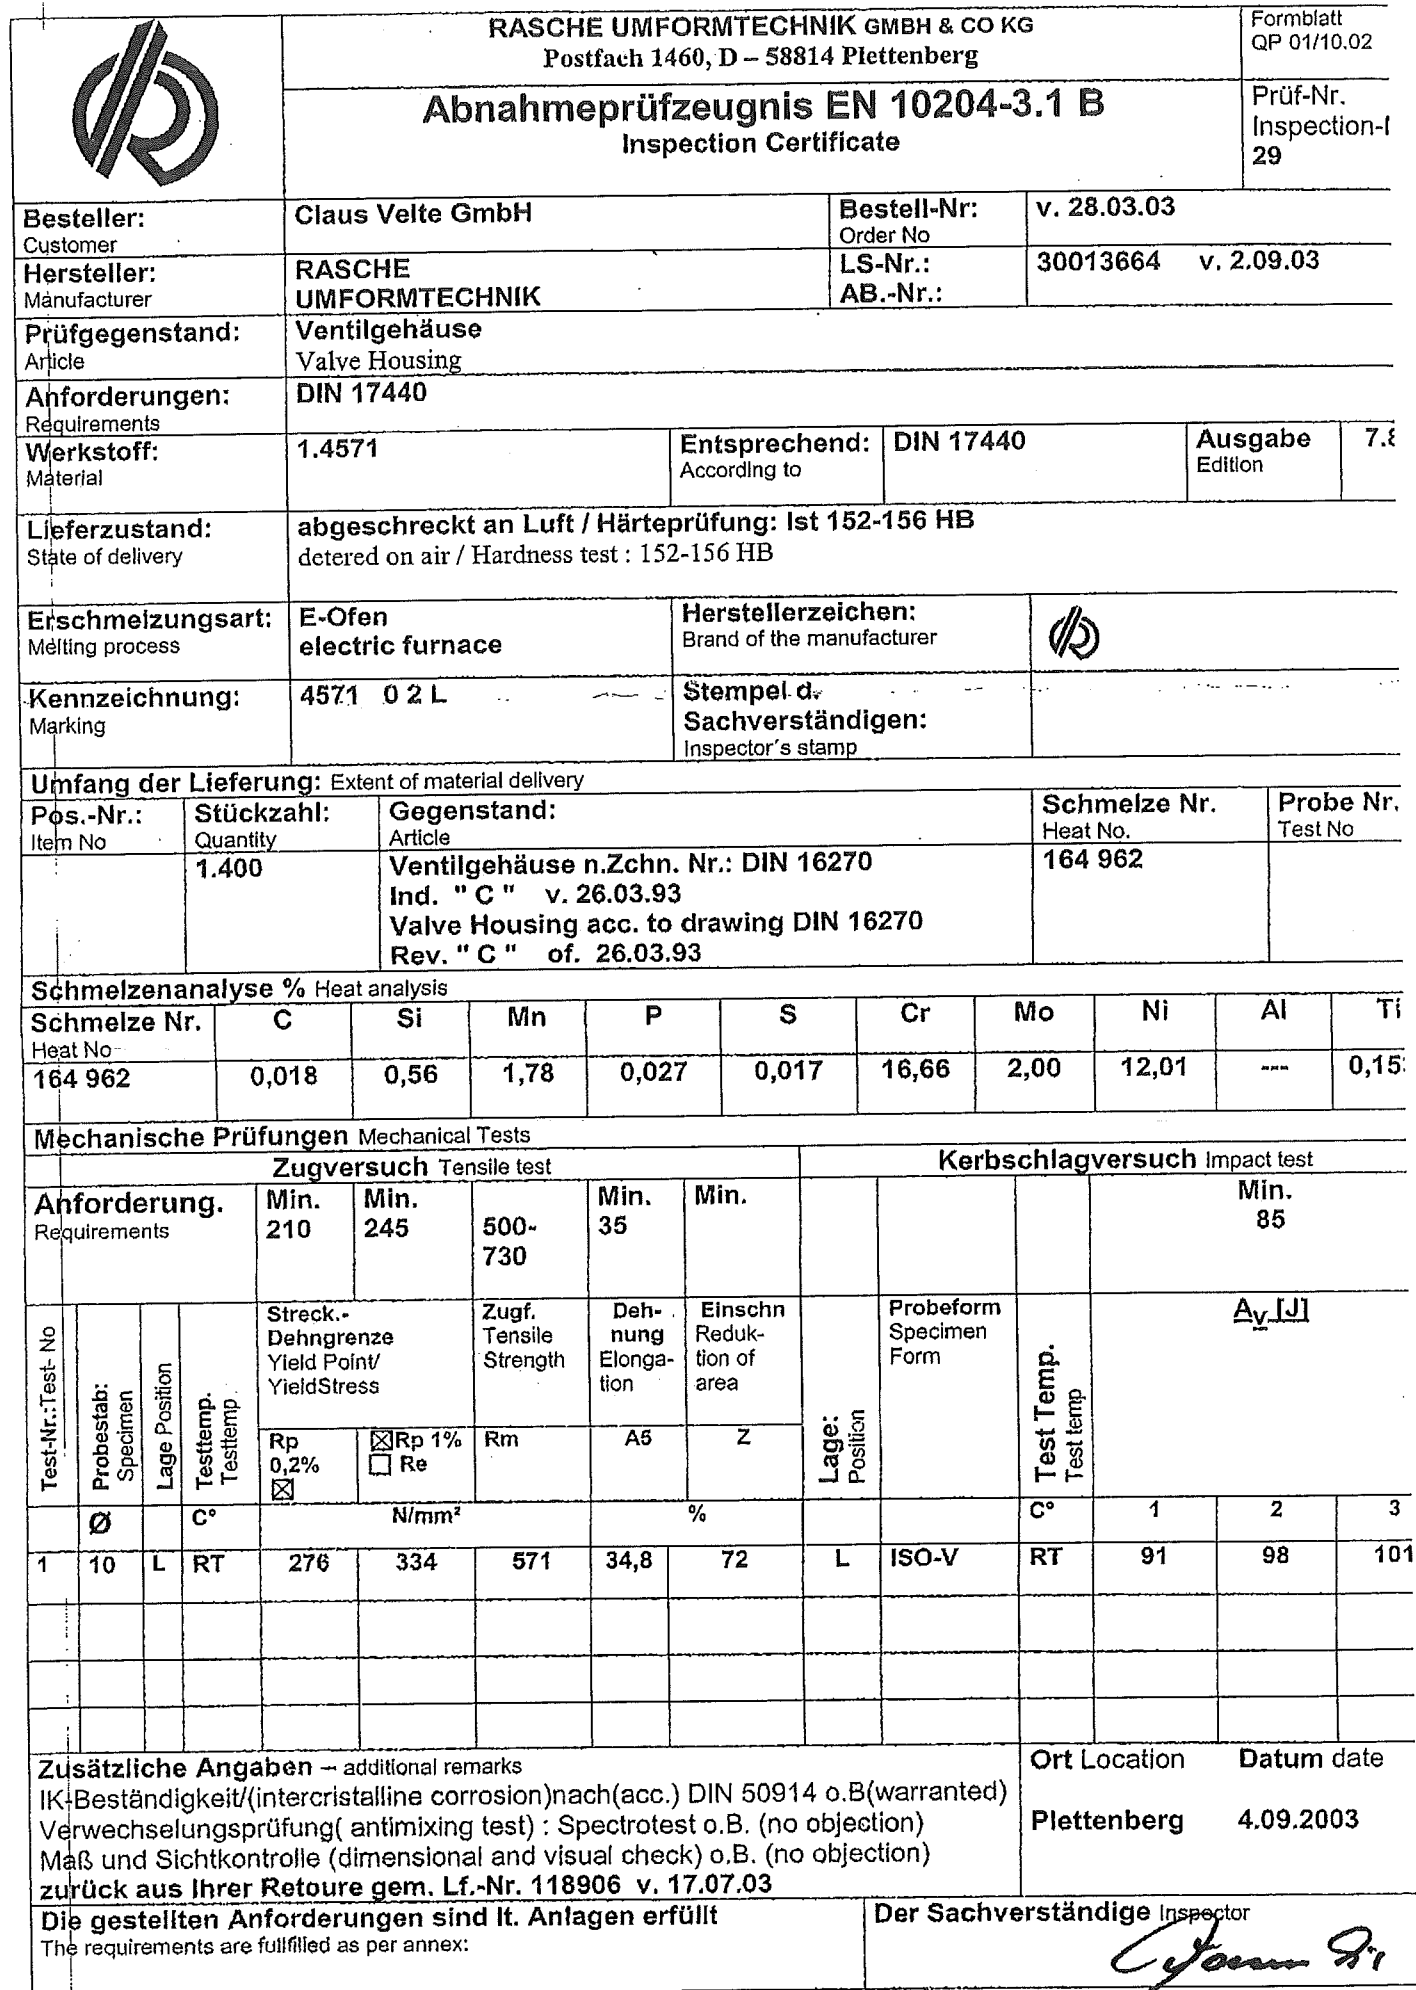 RASCHE UMFORMTECHNIK GMBH & CO KG
Postfach 1460, D – 58814 Plettenberg
Formblatt
QP 01/10.02
Abnahmeprüfzeugnis EN 10204-3.1 B
Inspection Certificate
Prüf-Nr.
Inspection-
29
Besteller:
Customer
Claus Velte GmbH
Bestell-Nr:
Order No
v. 28.03.03
Hersteller:
Manufacturer
RASCHE
UMFORMTECHNIK
LS-Nr.:
AB.-Nr.:
30013664 v. 2.09.03
Prüfgegenstand:
Article
Ventilgehäuse
Valve Housing
Anforderungen:
Requirements
DIN 17440
Werkstoff:
Material
1.4571
Entsprechend:
According to
DIN 17440
Ausgabe
Edition
Lieferzustand:
State of delivery
abgeschreckt an Luft / Härteprüfung: Ist 152-156 HB
detered on air / Hardness test : 152-156 HB
Erschmelzungsart:
Melting process
E-Ofen
electric furnace
Herstellerzeichen:
Brand of the manufacturer
Kennzeichnung:
Marking
4571 0 2 L
Stempel d.
Sachverständigen:
Inspector´s stamp
Umfang der Lieferung: Extent of material delivery
Pos.-Nr.: Stückzahl: Gegenstand: Schmelze Nr. Probe Nr.
Item No Quantity Article Heat No. Test No
1.400 Ventilgehäuse n.Zchn. Nr.: DIN 16270 164 962
Ind. " C " v. 26.03.93
Valve Housing acc. to drawing DIN 16270
Rev. " C " of. 26.03.93
Schmelzenanalyse % Heat analysis
Schmelze Nr. C Si Mn P S Cr Mo Ni Al Ti
Heat No
164 962 0,018 0,56 1,78 0,027 0,017 16,66 2,00 12,01 --- 0,15
Mechanische Prüfungen Mechanical Tests
Zugversuch Tensile test Kerbschlagversuch Impact test
Anforderung.
Requirements
Min.
210
Min.
245
500-
730
Min.
35
Min.
Min.
85
Test-Nr.:Test- No
Probestab:
Specimen
Lage Position
Testtemp.
Testtemp
Streck.-
Dehngrenze
Yield Point/
YieldStress
Zugf.
Tensile
Strength
Deh-
nung
Elonga-
tion
Einschn
Reduk-
tion of
area
Lage:
Position
Probeform
Specimen
Form
Test Temp.
Test temp
Av [J]
Rp
0,2%
☒
☒Rp 1%
☐ Re
Rm
A5
Z
Ø C° N/mm² % C° 1 2 3
1 10 L RT 276 334 571 34,8 72 L ISO-V RT 91 98 101
Zusätzliche Angaben – additional remarks
IK-Beständigkeit/(intercristalline corrosion)nach(acc.) DIN 50914 o.B(warranted)
Verwechselungsprüfung( antimixing test) : Spectrotest o.B. (no objection)
Maß und Sichtkontrolle (dimensional and visual check) o.B. (no objection)
zurück aus Ihrer Retoure gem. Lf.-Nr. 118906 v. 17.07.03
Ort Location Datum date
Plettenberg 4.09.2003
Die gestellten Anforderungen sind lt. Anlagen erfüllt
The requirements are fullfilled as per annex:
Der Sachverständige Inspector